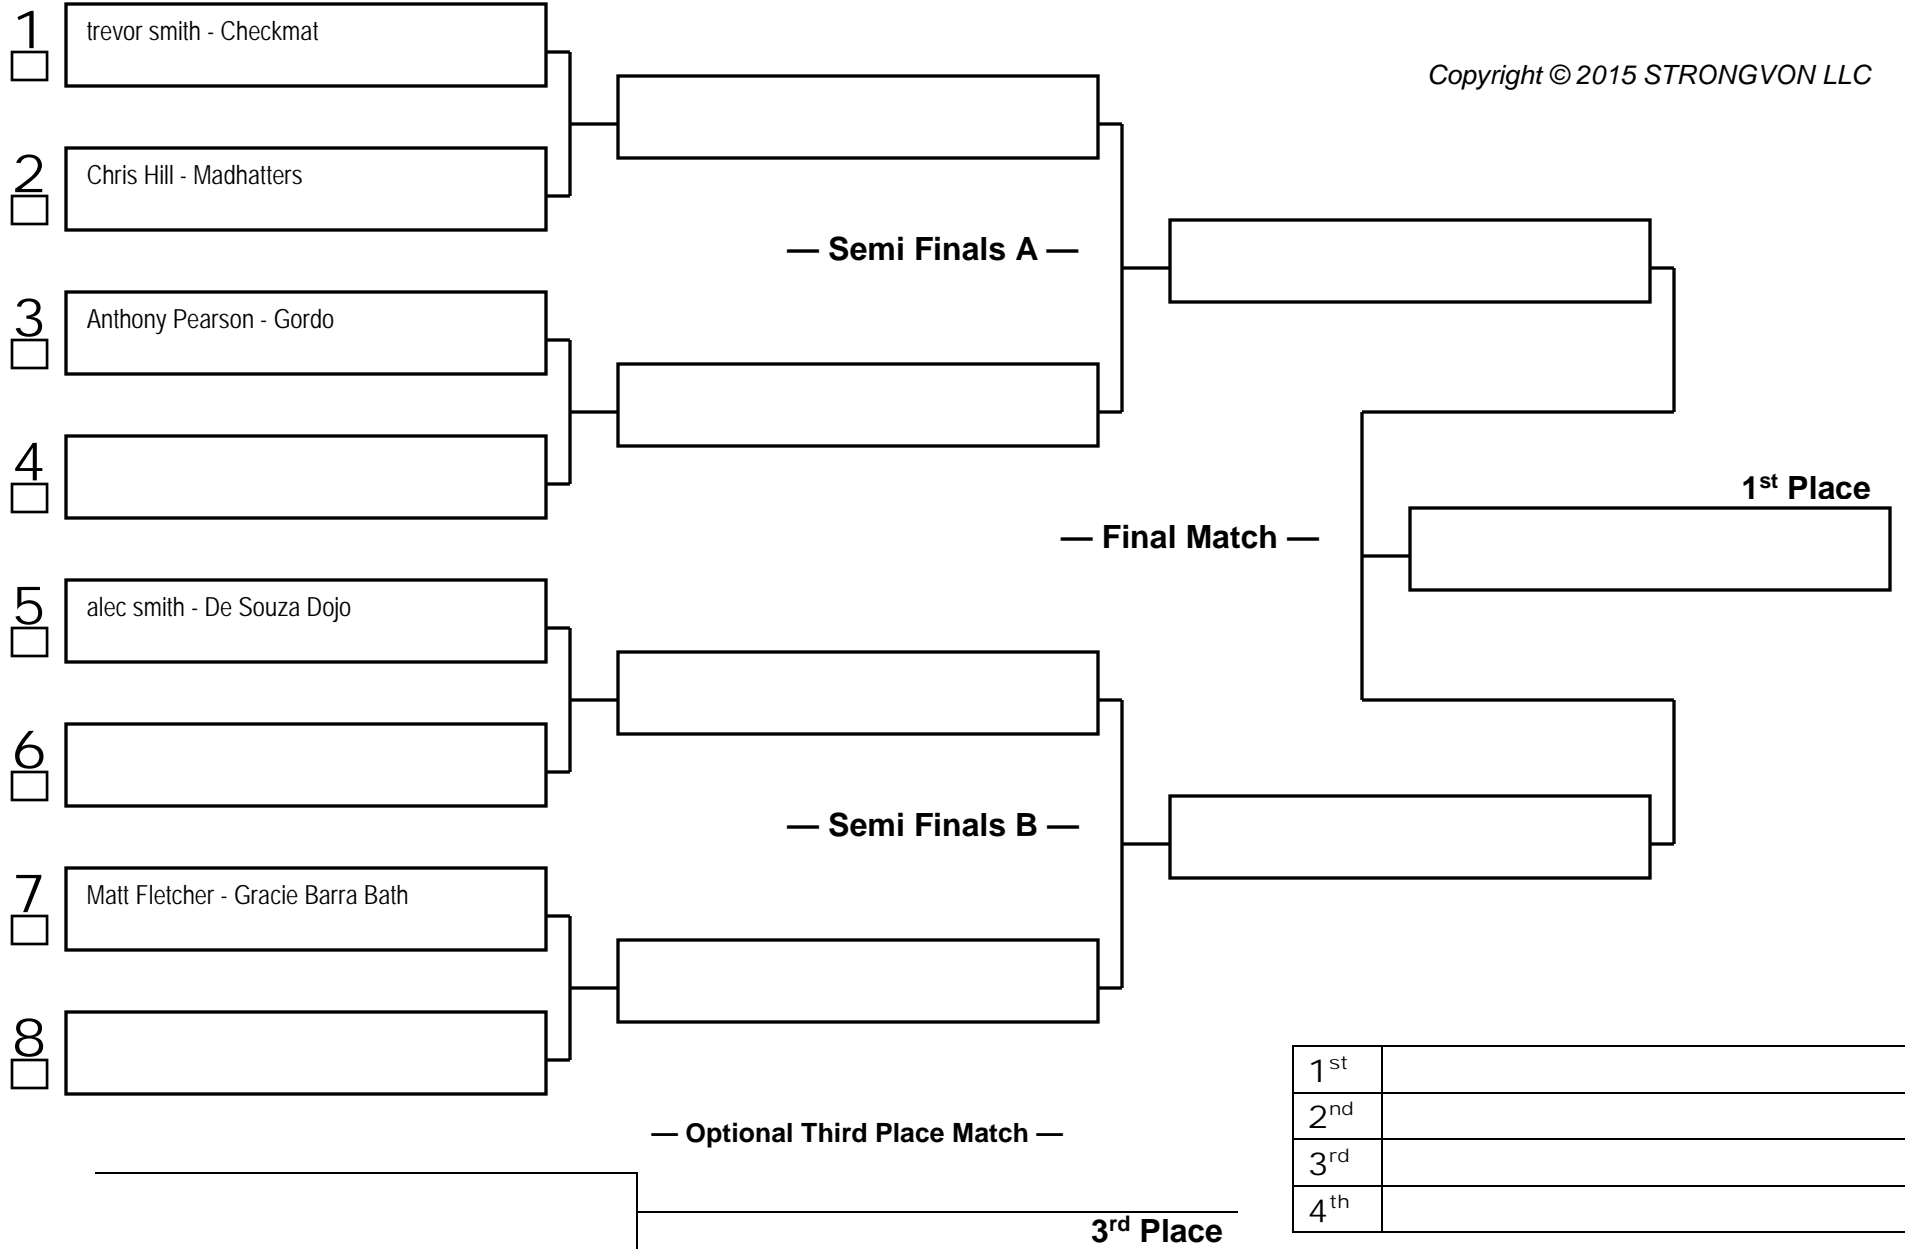 1
trevor smith - Checkmat
Copyright © 2015 STRONGVON LLC
2
Chris Hill - Madhatters
— Semi Finals A —
3
Anthony Pearson - Gordo
4
1st Place
— Final Match —
5
alec smith - De Souza Dojo
6
— Semi Finals B —
7
Matt Fletcher - Gracie Barra Bath
8
1st
2nd
— Optional Third Place Match —
3rd
4th
3rd Place